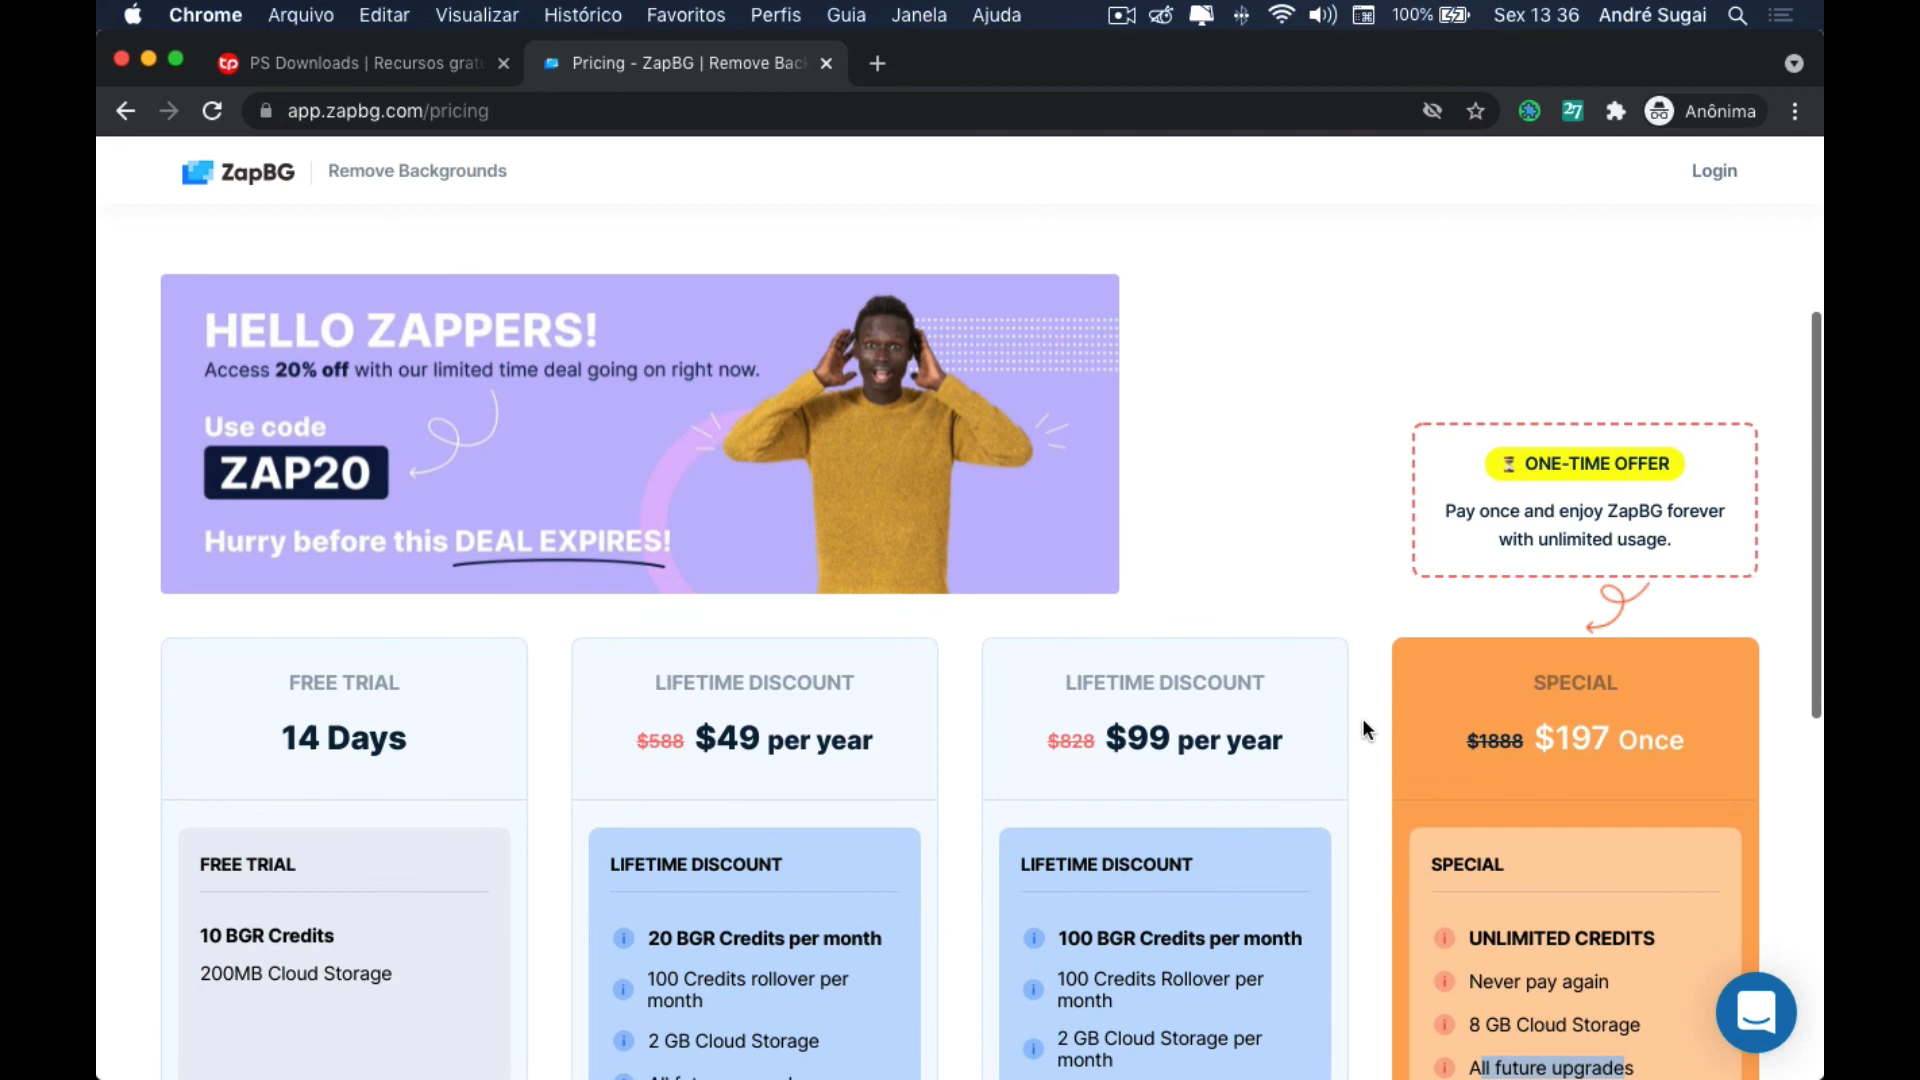 Chrome Arquivo Editar Visualizar Histórico Favoritos Perfis Guia Janela Ajuda 100% Sex 13 36 André Sugai
tp PS Downloads | Recursos grat
Pricing - ZapBG | Remove Bac
app.zapbg.com/pricing
27
Anônima
ZapBG
Remove Backgrounds
Login
HELLO ZAPPERS!
Access 20% off with our limited time deal going on right now.
Use code
ZAP20
Hurry before this DEAL EXPIRES!
ONE-TIME OFFER
Pay once and enjoy ZapBG forever
with unlimited usage.
FREE TRIAL
14 Days
FREE TRIAL
10 BGR Credits
200MB Cloud Storage
LIFETIME DISCOUNT
$588 $49 per year
LIFETIME DISCOUNT
20 BGR Credits per month
100 Credits rollover per
month
2 GB Cloud Storage
LIFETIME DISCOUNT
$828 $99 per year
LIFETIME DISCOUNT
100 BGR Credits per month
100 Credits Rollover per
month
2 GB Cloud Storage per
month
SPECIAL
$1888 $197 Once
SPECIAL
UNLIMITED CREDITS
Never pay again
8 GB Cloud Storage
All future upgrades